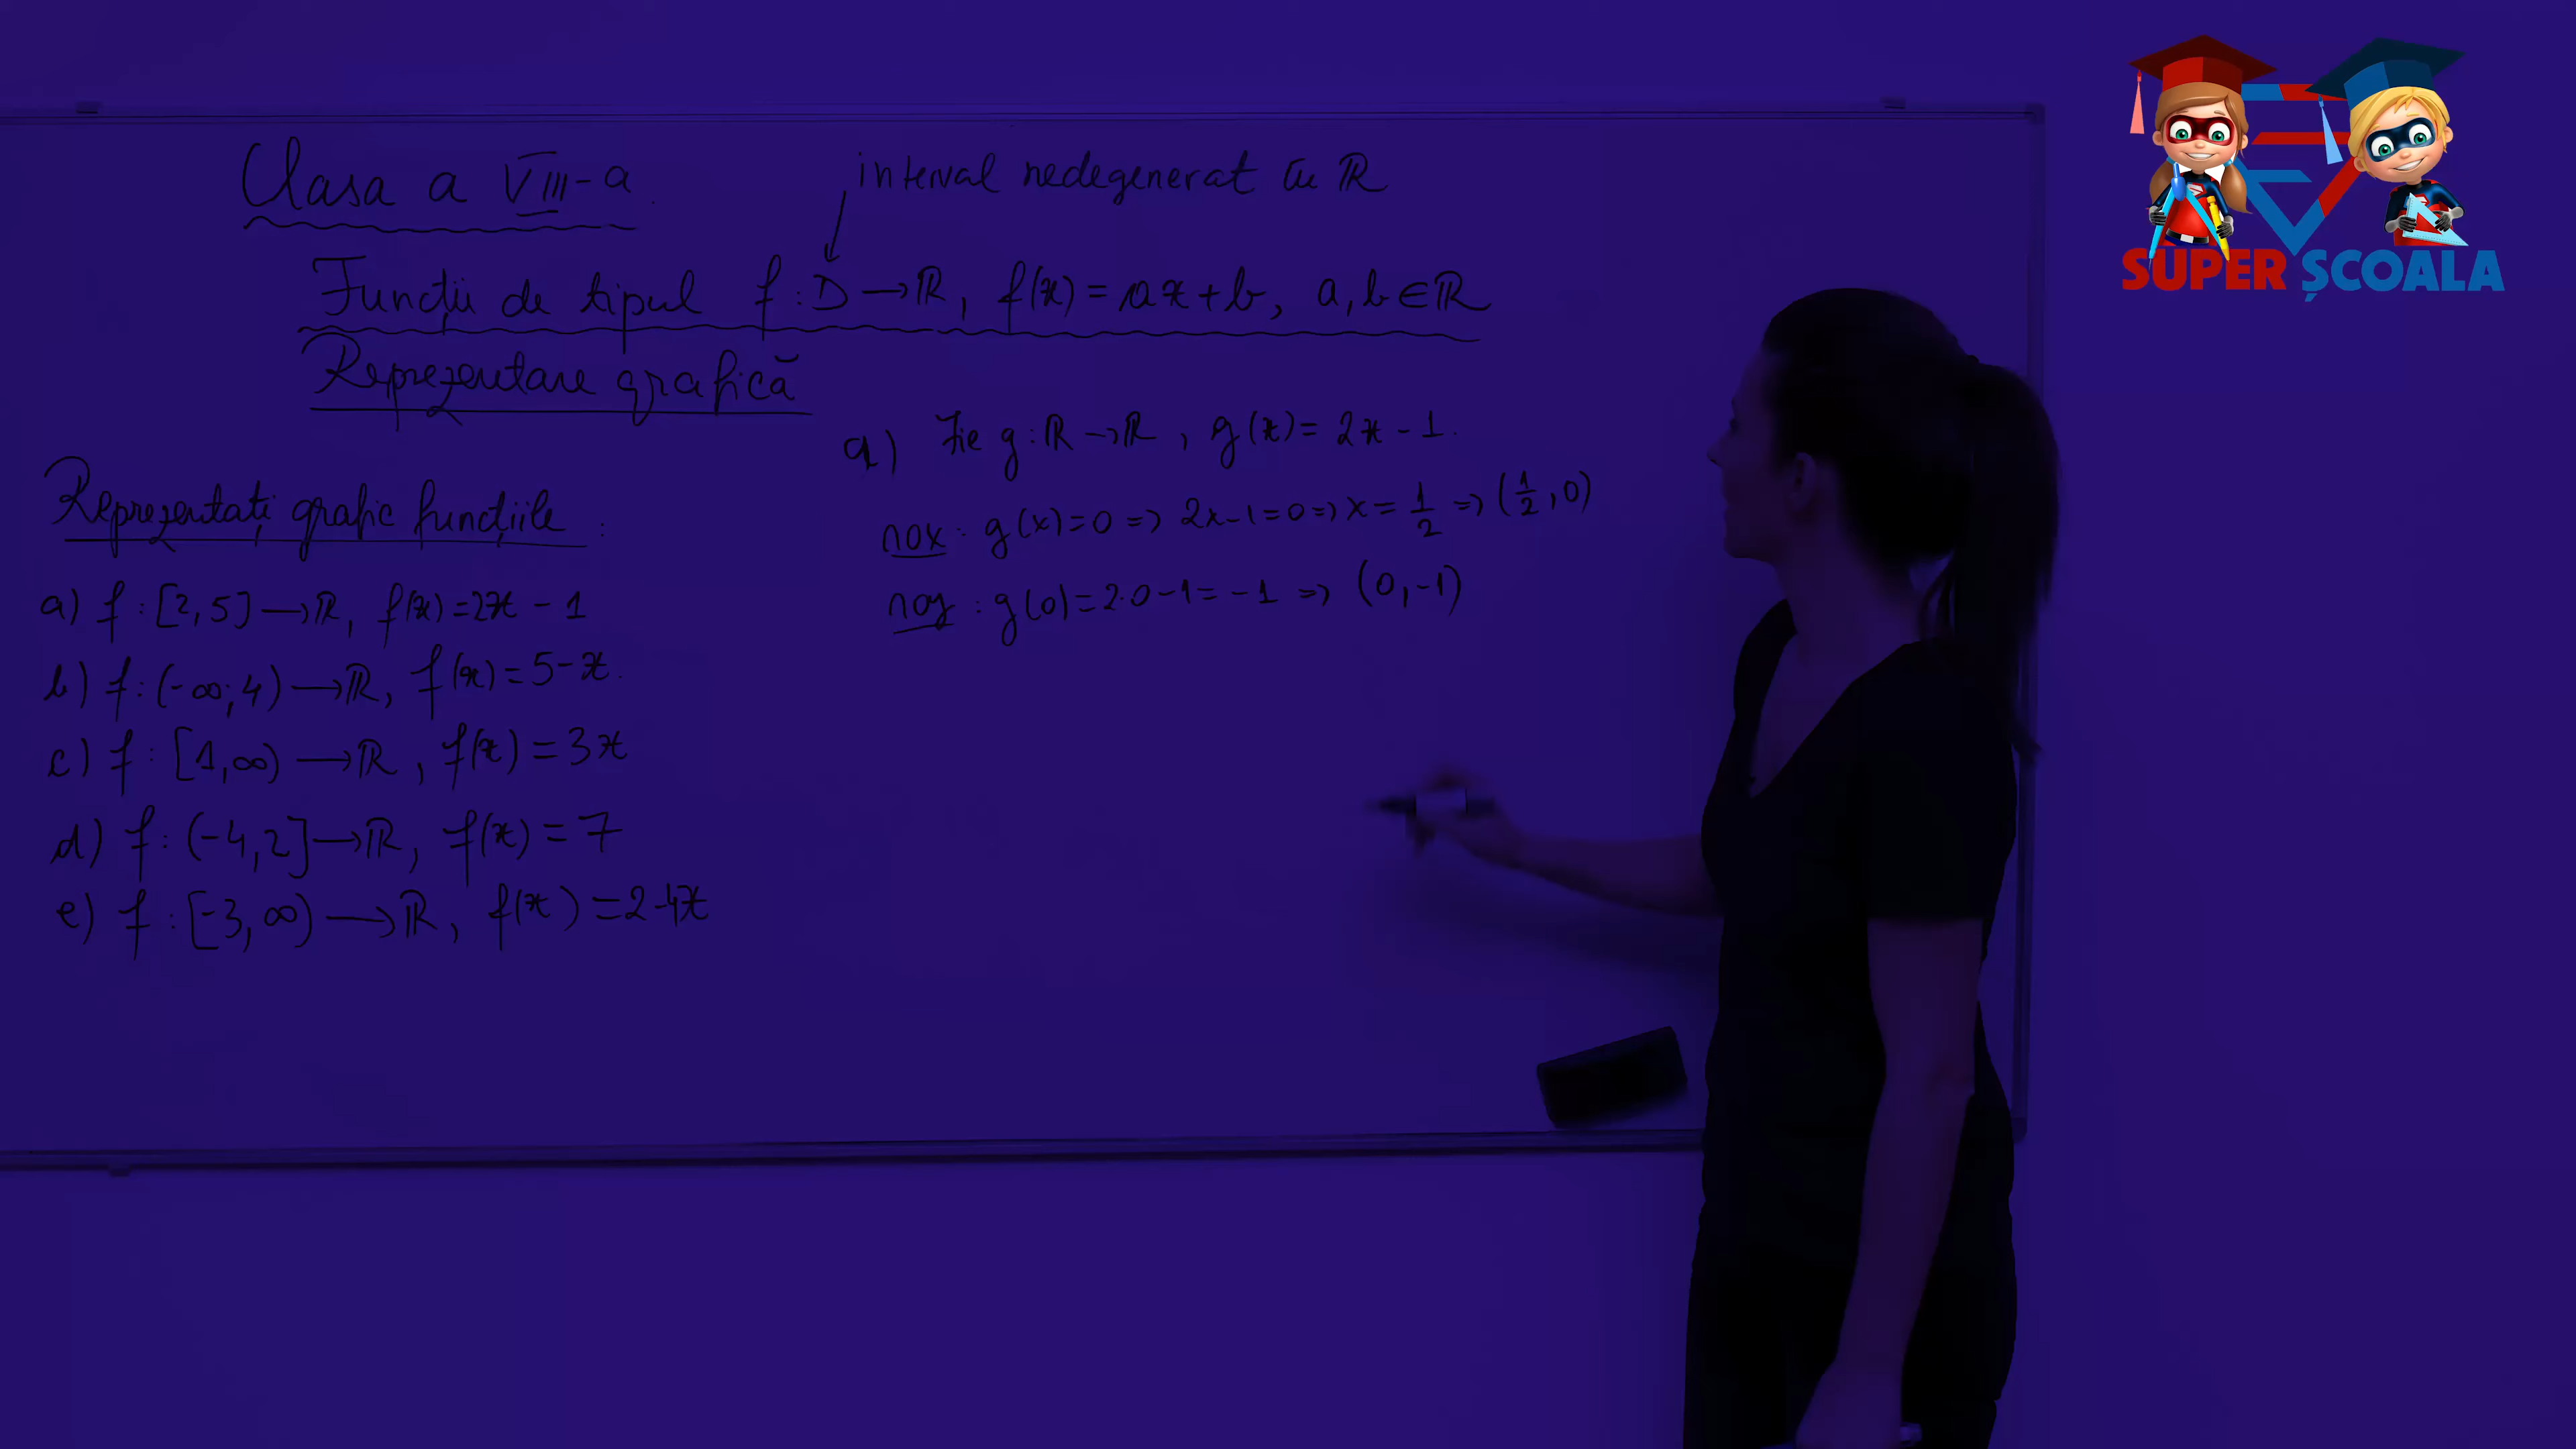 Clasa a VIII-a.
interval nedegenerat în ℝ
Funcții de tipul f : D → ℝ, f(x) = ax + b, a, b ∈ ℝ
Reprezentare grafică
Reprezentați grafic funcțiile :
a) f : [2, 5] → ℝ, f(x) = 2x - 1
b) f : (-∞; 4) → ℝ, f(x) = 5 - x.
c) f : [1, ∞) → ℝ, f(x) = 3x
d) f : (-4, 2] → ℝ, f(x) = 7
e) f : [-3, ∞) → ℝ, f(x) = 2-4x
a) Fie g : ℝ → ℝ, g(x) = 2x - 1.
∩ox : g(x) = 0 => 2x-1=0 => x = 1/2 => (1/2, 0)
∩oy : g(0) = 2·0-1 = -1 => (0, -1)
SUPER ȘCOALA